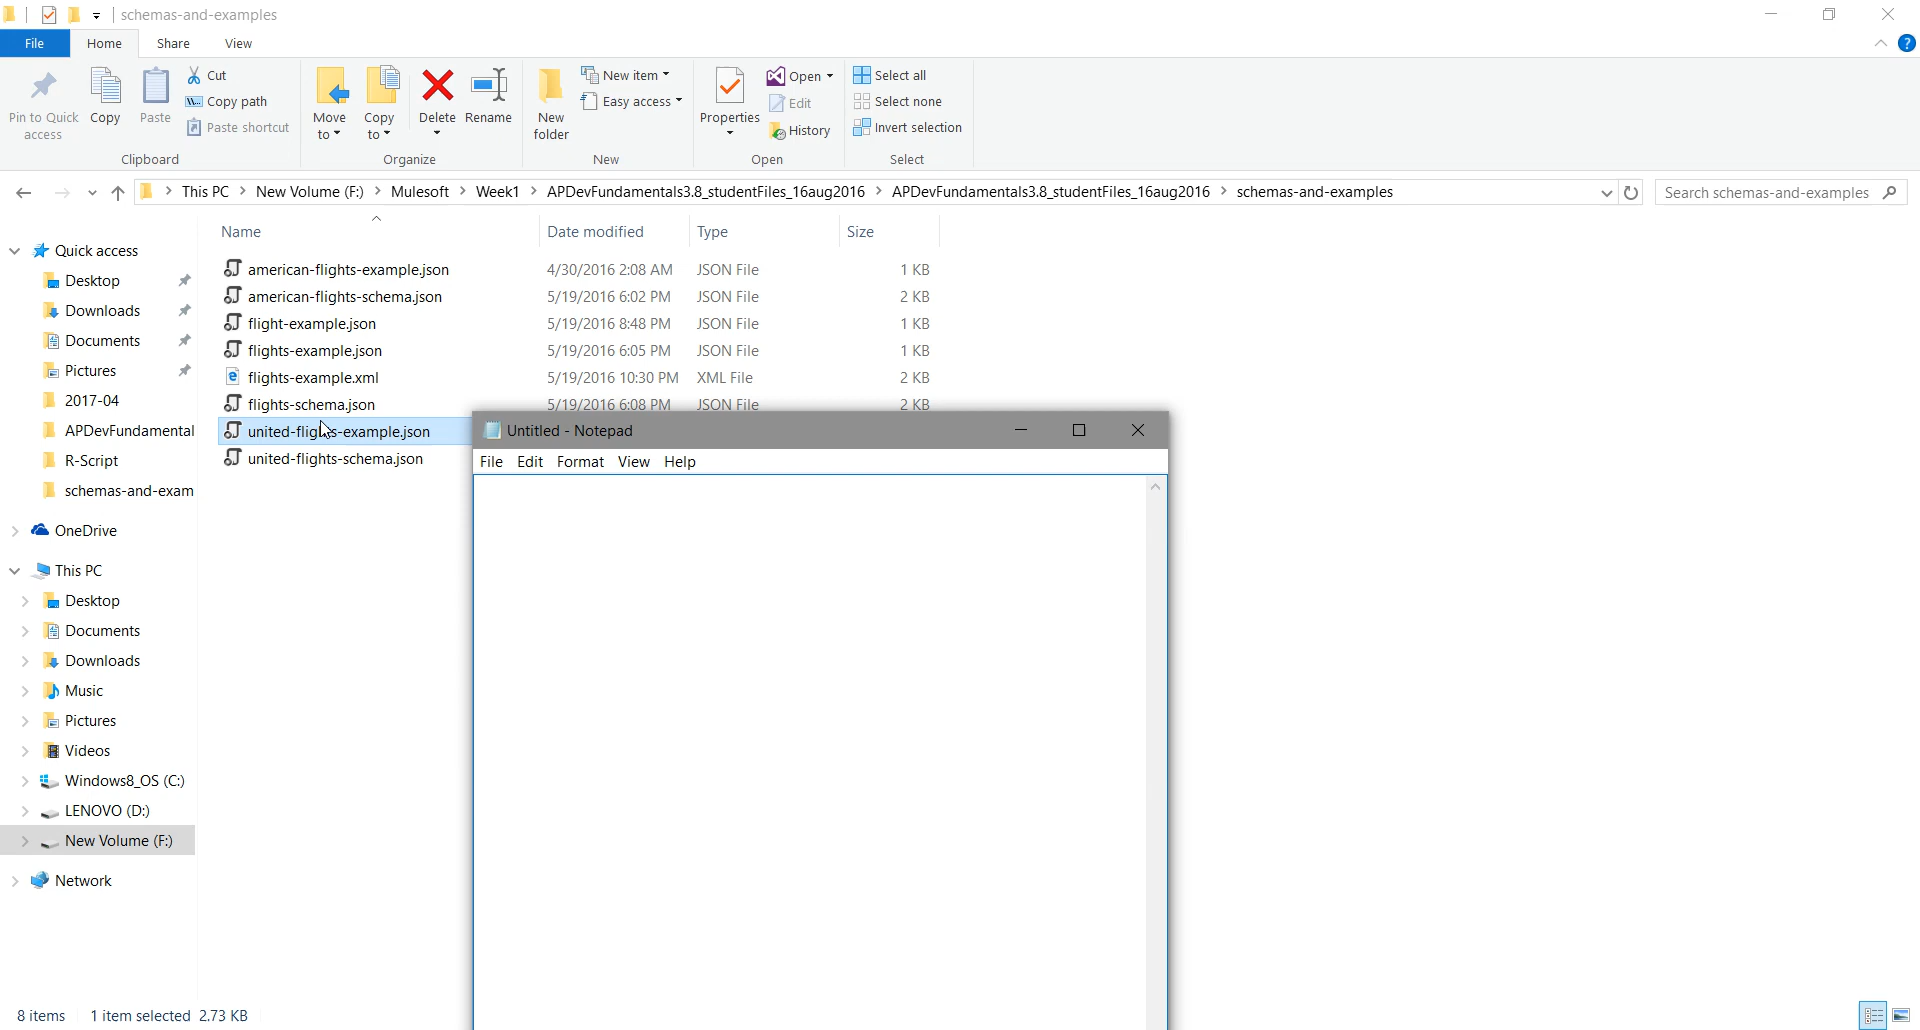 schemas-and-examples
File Home Share View
Pin to Quick access
Copy
Paste
Cut
Copy path
Paste shortcut
Clipboard
Move to
Copy to
Delete
Rename
Organize
New folder
New item
Easy access
New
Properties
Open
Edit
History
Open
Select all
Select none
Invert selection
Select
This PC > New Volume (F:) > Mulesoft > Week1 > APDevFundamentals3.8_studentFiles_16aug2016 > APDevFundamentals3.8_studentFiles_16aug2016 > schemas-and-examples
Search schemas-and-examples
Quick access
Desktop
Downloads
Documents
Pictures
2017-04
APDevFundamental
R-Script
schemas-and-exam
OneDrive
This PC
Desktop
Documents
Downloads
Music
Pictures
Videos
Windows8_OS (C:)
LENOVO (D:)
New Volume (F:)
Network
Name Date modified Type Size
american-flights-example.json 4/30/2016 2:08 AM JSON File 1 KB
american-flights-schema.json 5/19/2016 6:02 PM JSON File 2 KB
flight-example.json 5/19/2016 8:48 PM JSON File 1 KB
flights-example.json 5/19/2016 6:05 PM JSON File 1 KB
flights-example.xml 5/19/2016 10:30 PM XML File 2 KB
flights-schema.json 5/19/2016 6:08 PM JSON File 2 KB
united-flights-example.json
united-flights-schema.json
Untitled - Notepad
File Edit Format View Help
8 items 1 item selected 2.73 KB